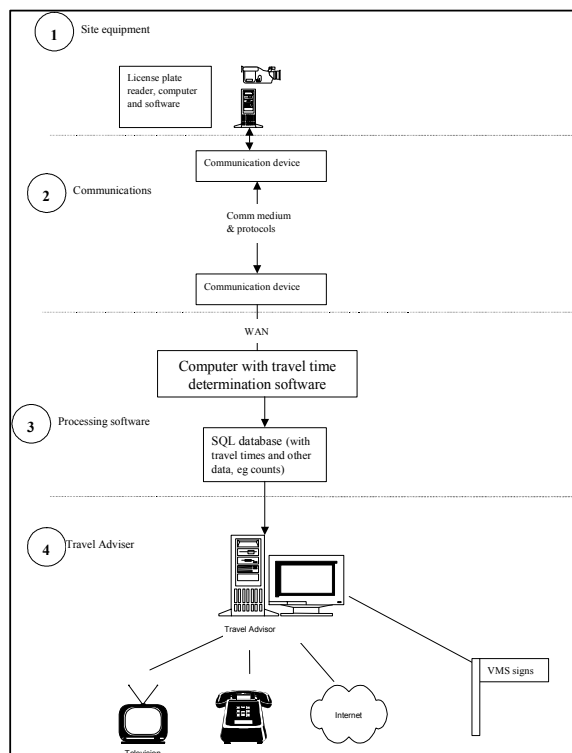 1
Site equipment
License plate
reader, computer
and software
Communication device
2
Communications
Comm medium
& protocols
Communication device
WAN
Computer with travel time
determination software
3
Processing software
SQL database (with
travel times and other
data, eg counts)
4
Travel Adviser
Travel Advisor
VMS signs
Internet
Television